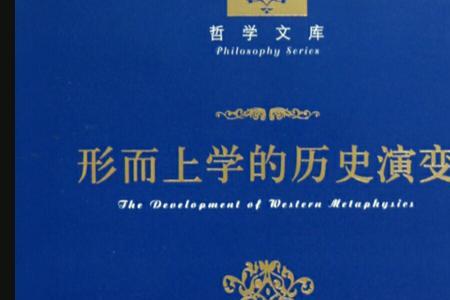 哲学文库
Philosophy Series
形而上学的历史演变
The Development of Western Metaphysics